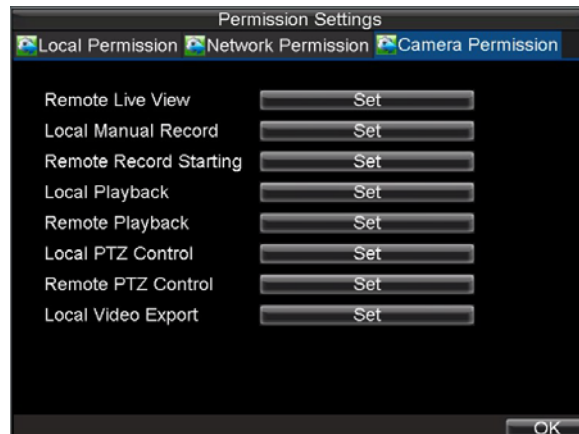 Permission Settings
Local Permission Network Permission Camera Permission
Remote Live View Set
Local Manual Record Set
Remote Record Starting Set
Local Playback Set
Remote Playback Set
Local PTZ Control Set
Remote PTZ Control Set
Local Video Export Set
OK